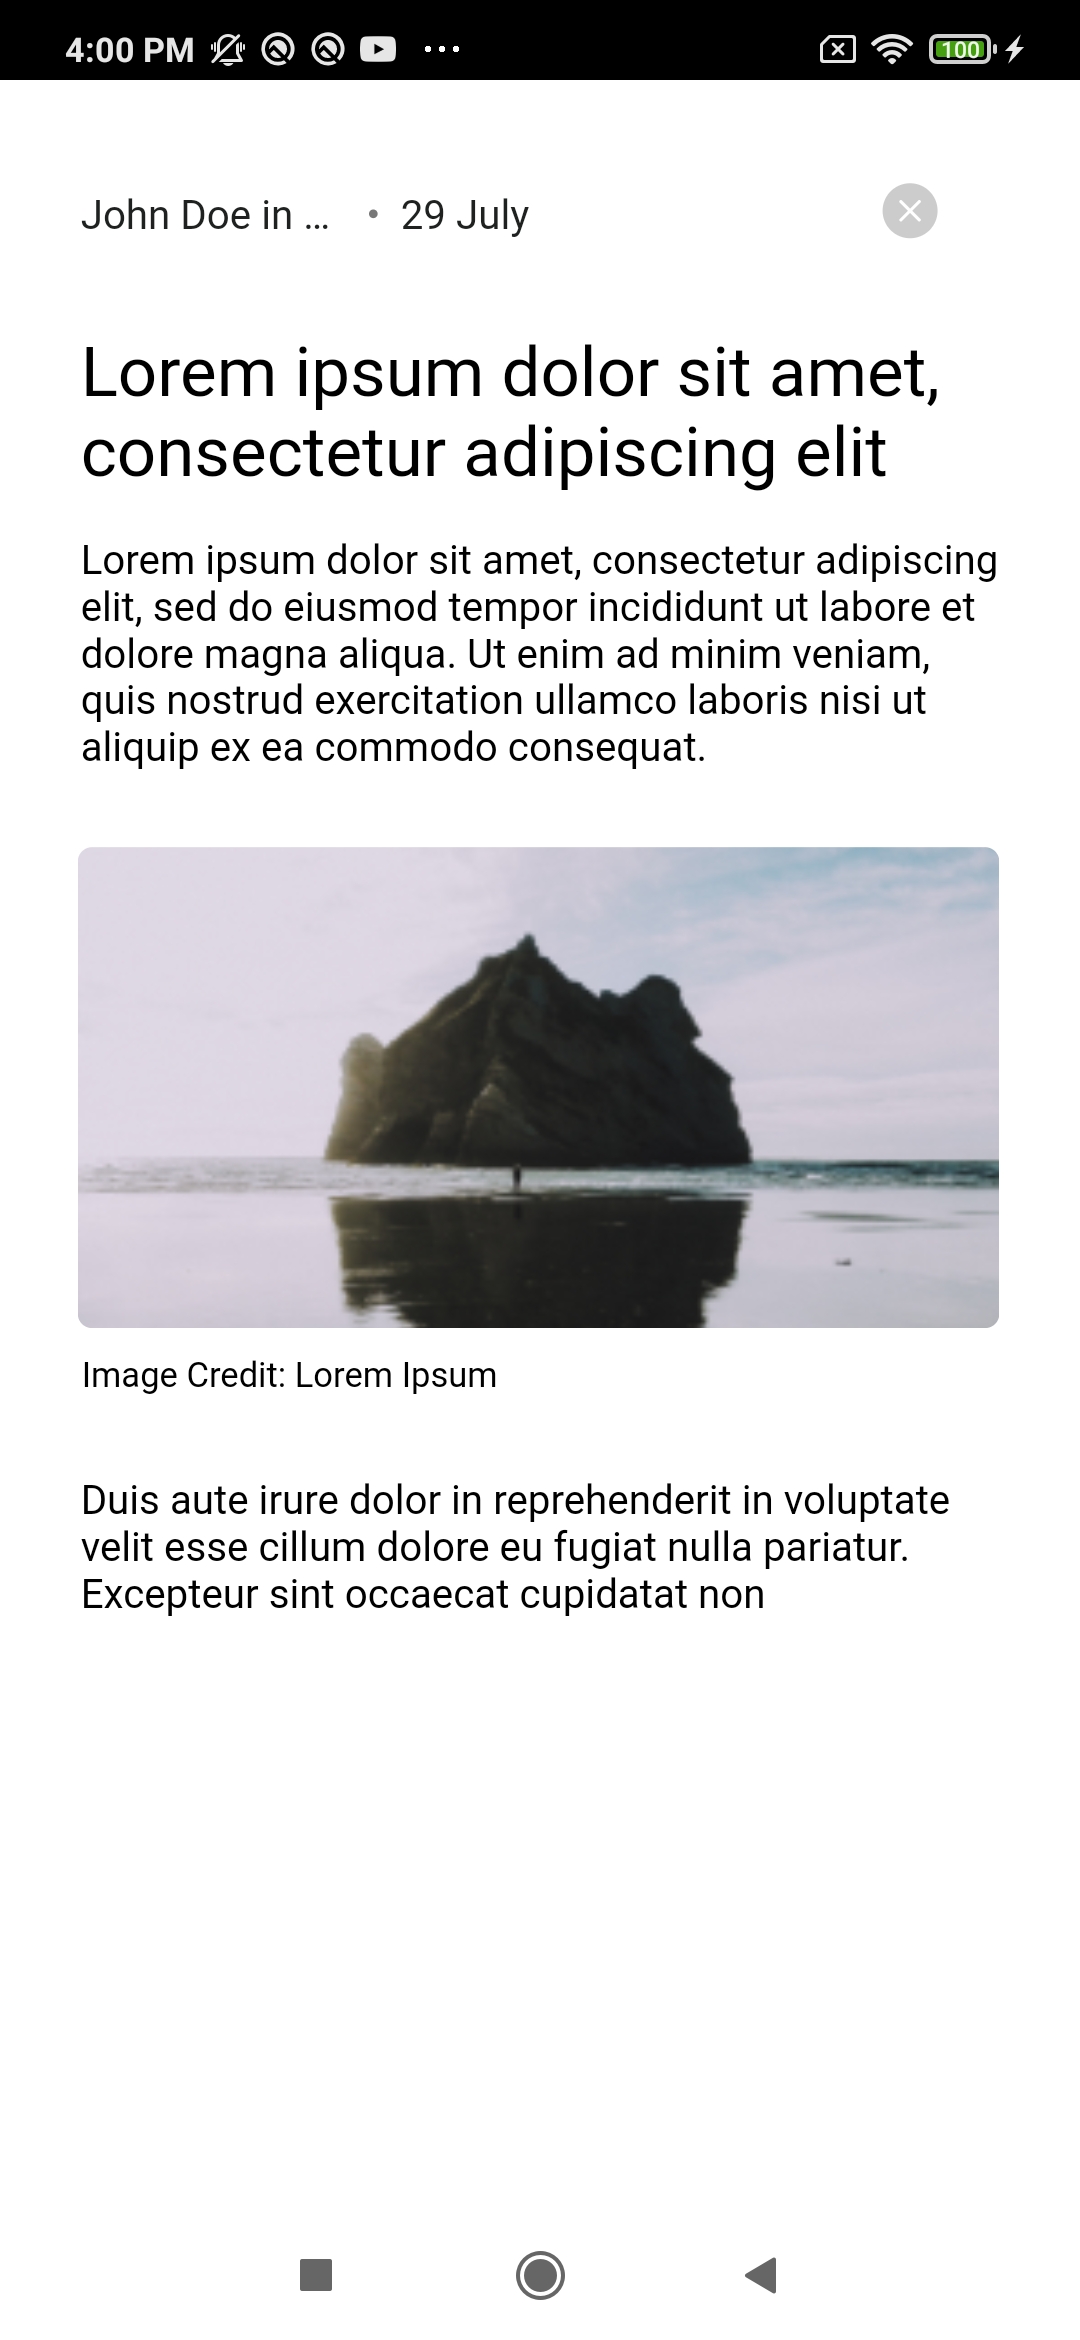 4:00 PM
100
John Doe in ... • 29 July
Lorem ipsum dolor sit amet,
consectetur adipiscing elit
Lorem ipsum dolor sit amet, consectetur adipiscing
elit, sed do eiusmod tempor incididunt ut labore et
dolore magna aliqua. Ut enim ad minim veniam,
quis nostrud exercitation ullamco laboris nisi ut
aliquip ex ea commodo consequat.
Image Credit: Lorem Ipsum
Duis aute irure dolor in reprehenderit in voluptate
velit esse cillum dolore eu fugiat nulla pariatur.
Excepteur sint occaecat cupidatat non